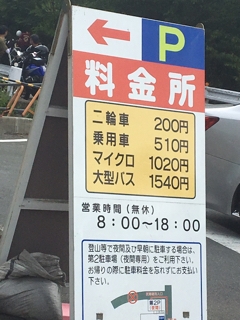 P
料金所
二輪車 200円
乗用車 510円
マイクロ 1020円
大型バス 1540円
営業時間（無休）
8：00～18：00
登山等で夜間及び早朝に駐車する場合は、
第2駐車場（夜間専用）をご利用下さい。
お帰りの際に駐車料金を忘れずにお支払い
下さい。
第2P